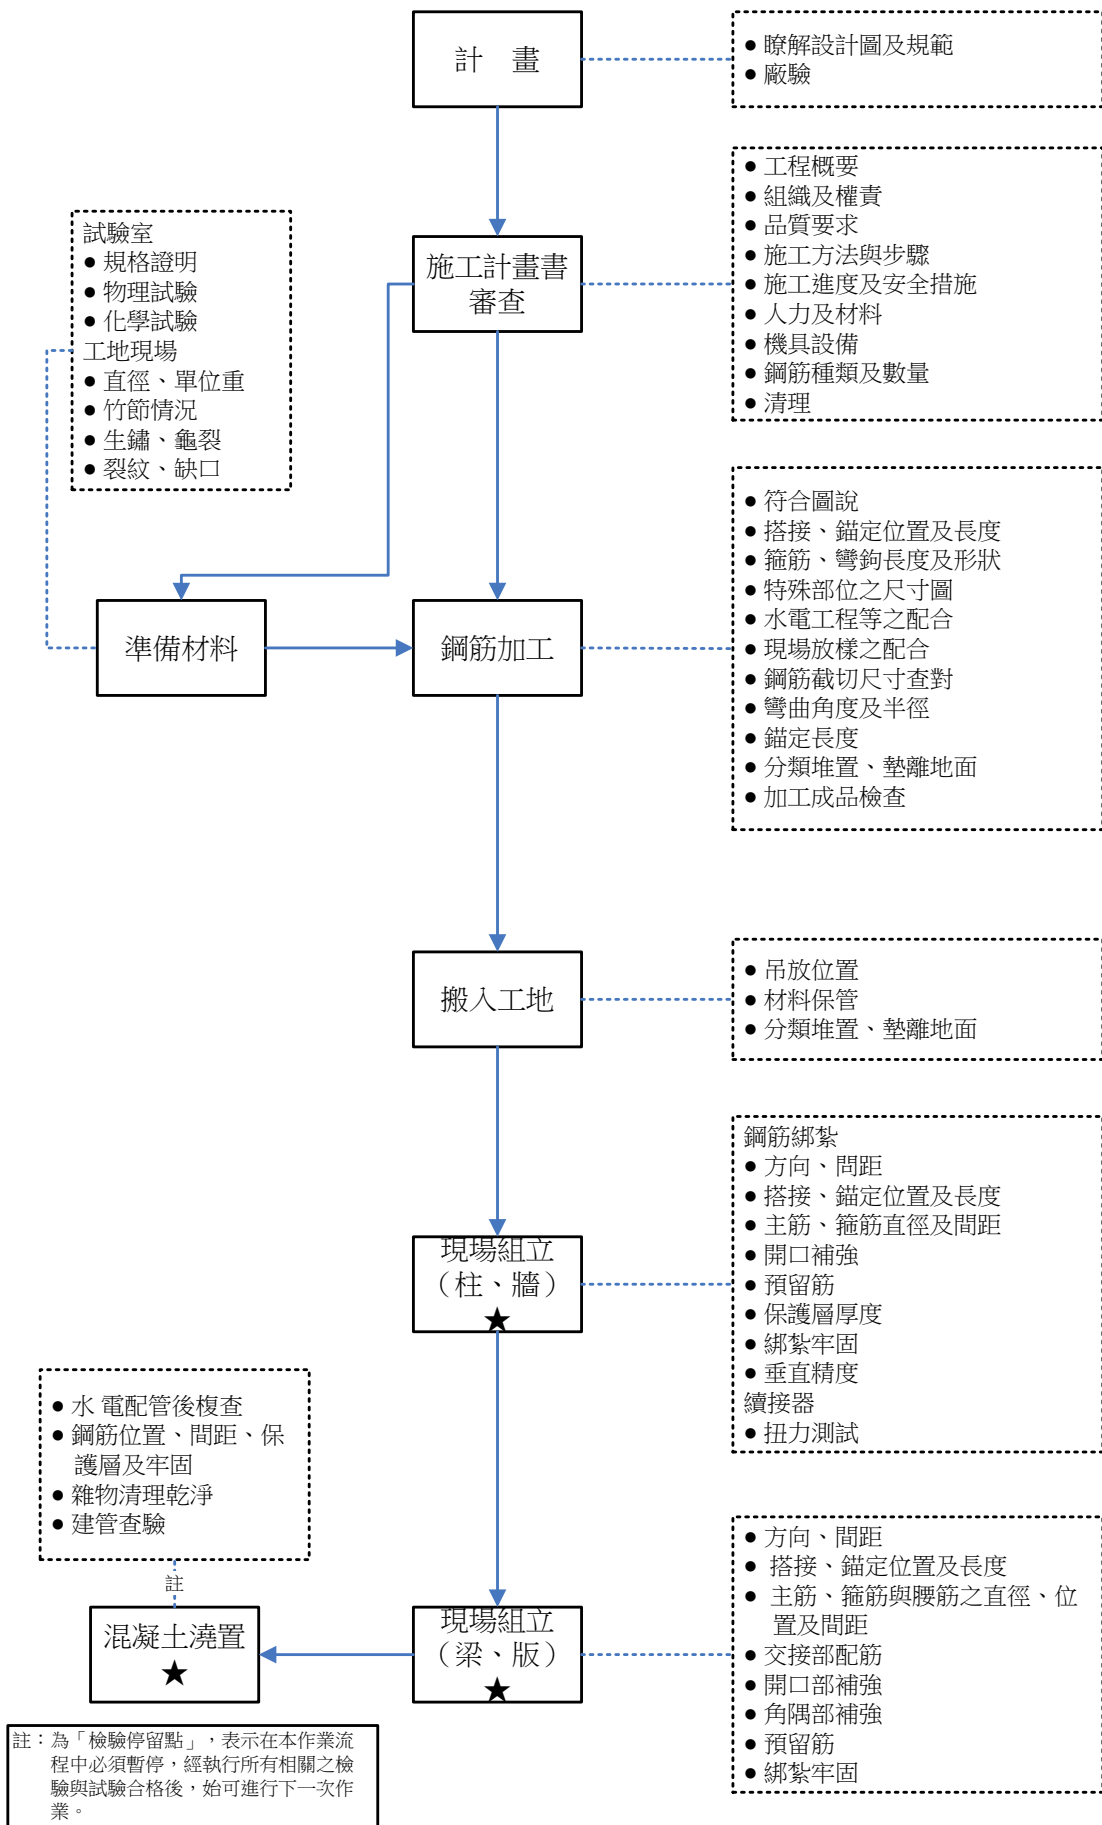 計　畫
● 瞭解設計圖及規範
● 廠驗
施工計畫書
審查
● 工程概要
● 組織及權責
● 品質要求
● 施工方法與步驟
● 施工進度及安全措施
● 人力及材料
● 機具設備
● 鋼筋種類及數量
● 清理
試驗室
● 規格證明
● 物理試驗
● 化學試驗
工地現場
● 直徑、單位重
● 竹節情況
● 生鏽、龜裂
● 裂紋、缺口
準備材料
鋼筋加工
● 符合圖說
● 搭接、錨定位置及長度
● 箍筋、彎鉤長度及形狀
● 特殊部位之尺寸圖
● 水電工程等之配合
● 現場放樣之配合
● 鋼筋截切尺寸查對
● 彎曲角度及半徑
● 錨定長度
● 分類堆置、墊離地面
● 加工成品檢查
搬入工地
● 吊放位置
● 材料保管
● 分類堆置、墊離地面
現場組立
（柱、牆）
★
鋼筋綁紮
● 方向、問距
● 搭接、錨定位置及長度
● 主筋、箍筋直徑及間距
● 開口補強
● 預留筋
● 保護層厚度
● 綁紮牢固
● 垂直精度
續接器
● 扭力測試
● 水 電配管後複查
● 鋼筋位置、間距、保
護層及牢固
● 雜物清理乾淨
● 建管查驗
註
混凝土澆置
★
現場組立
（梁、版）
★
● 方向、間距
● 搭接、錨定位置及長度
● 主筋、箍筋與腰筋之直徑、位
置及間距
● 交接部配筋
● 開口部補強
● 角隅部補強
● 預留筋
● 綁紮牢固
註：為「檢驗停留點」，表示在本作業流
程中必須暫停，經執行所有相關之檢
驗與試驗合格後，始可進行下一次作
業。